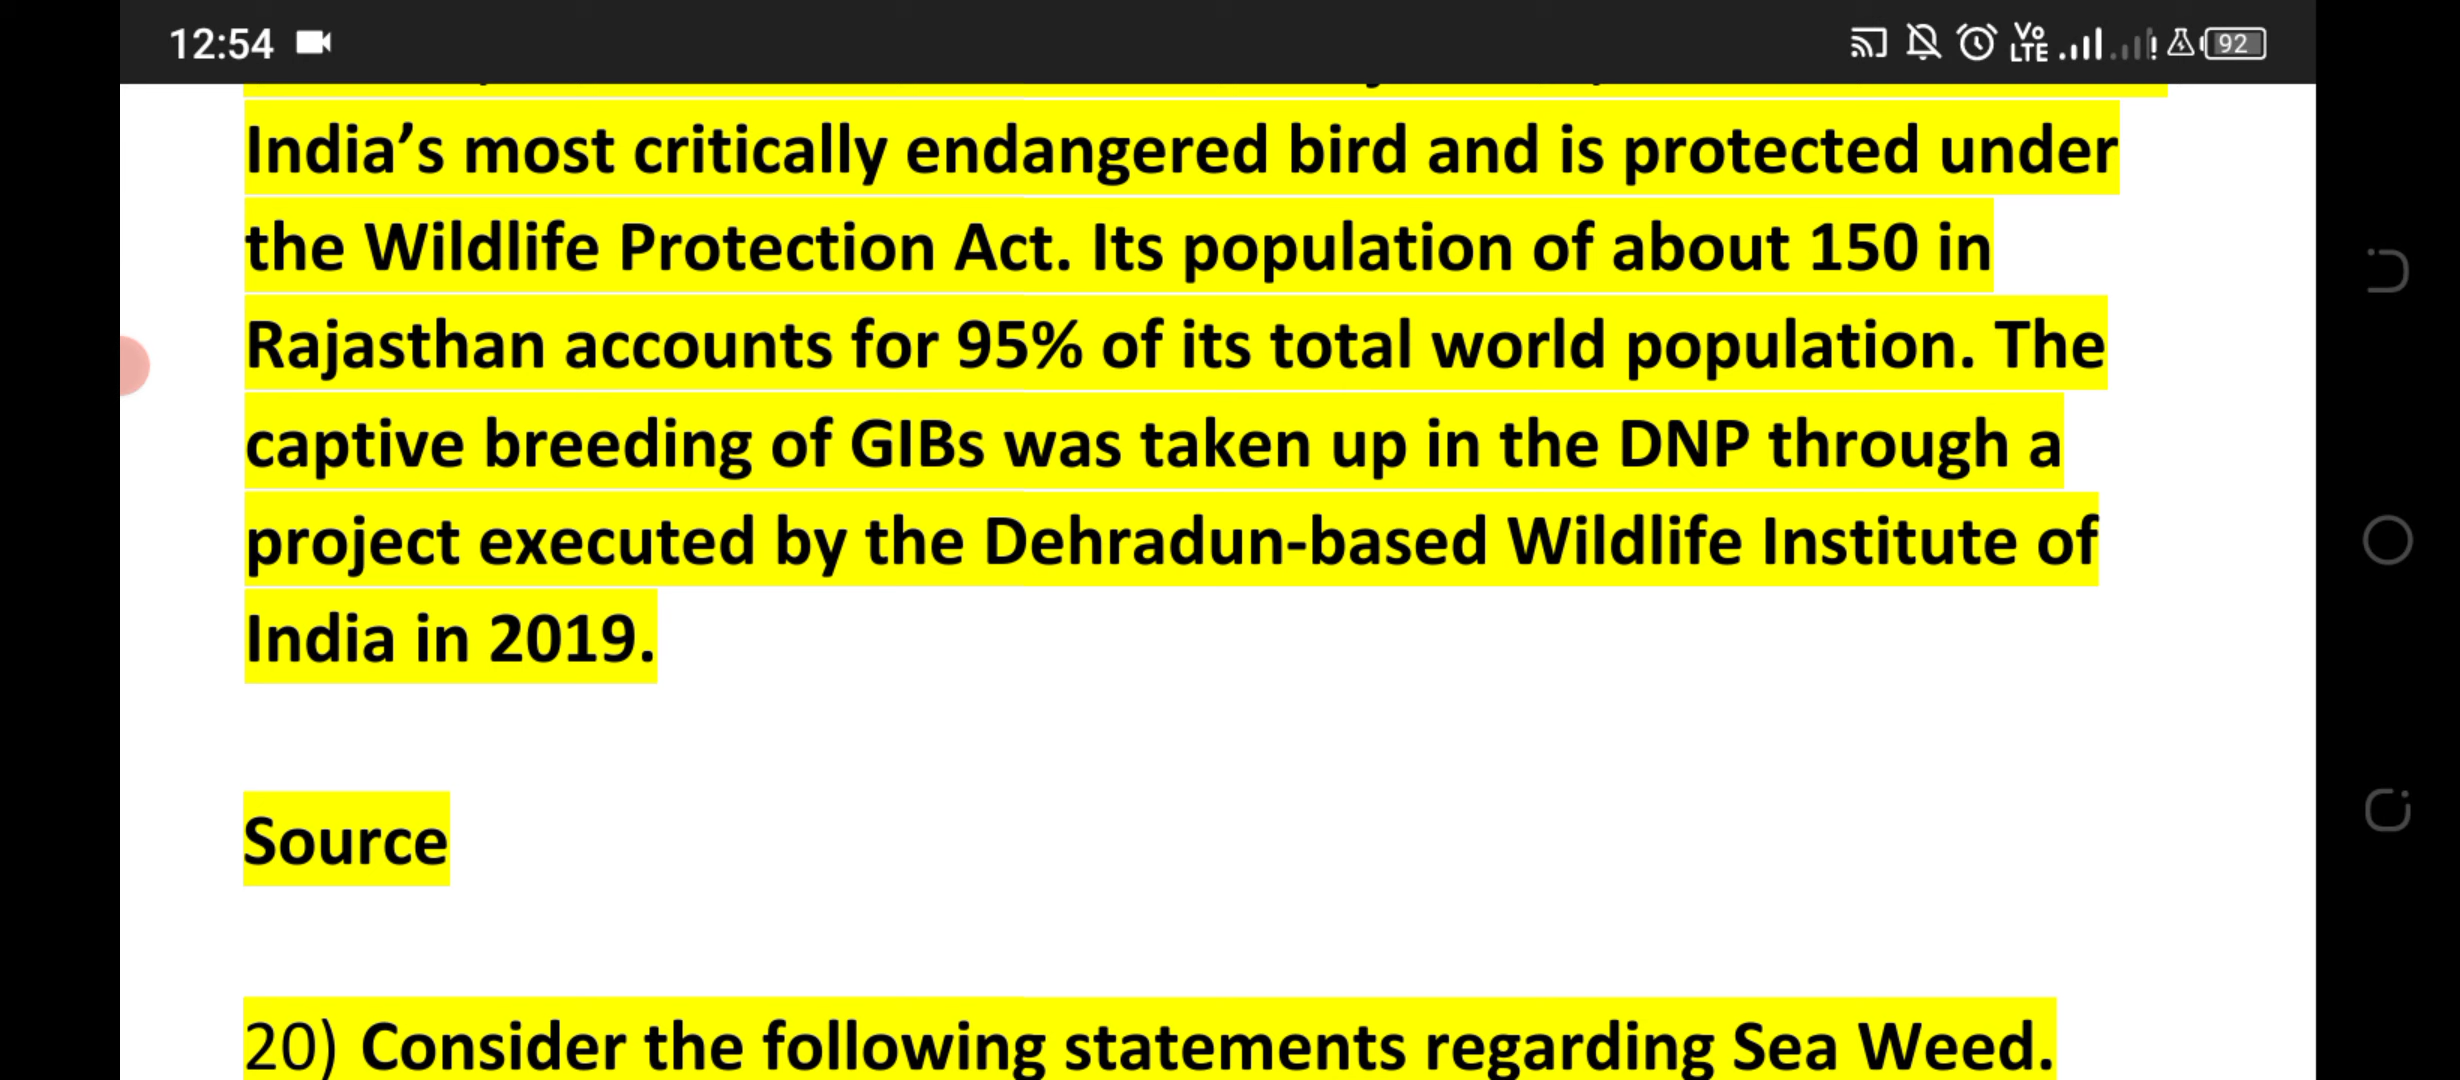 12:54
Vo
LTE
92
India’s most critically endangered bird and is protected under
the Wildlife Protection Act. Its population of about 150 in
Rajasthan accounts for 95% of its total world population. The
captive breeding of GIBs was taken up in the DNP through a
project executed by the Dehradun-based Wildlife Institute of
India in 2019.
Source
20) Consider the following statements regarding Sea Weed.